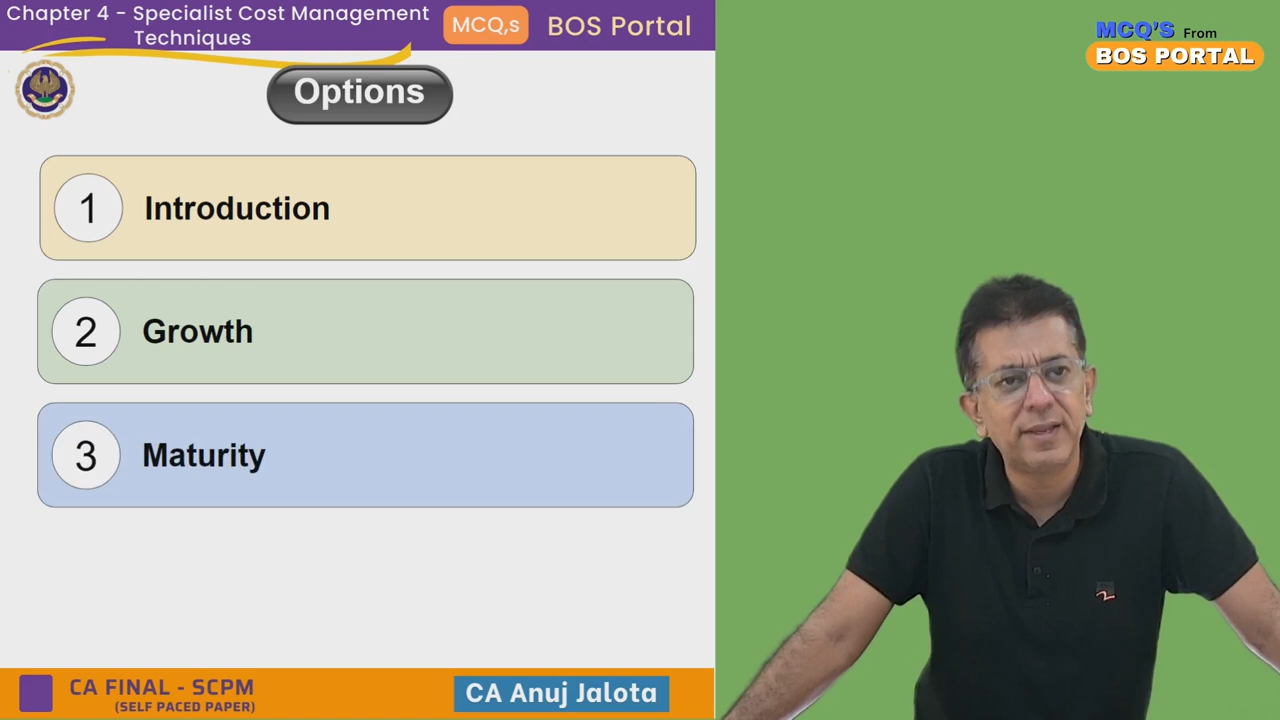 Chapter 4 - Specialist Cost Management
Techniques
MCQ,s
BOS Portal
MCQ'S From
BOS PORTAL
Options
1 Introduction
2 Growth
3 Maturity
CA FINAL - SCPM
(SELF PACED PAPER)
CA Anuj Jalota